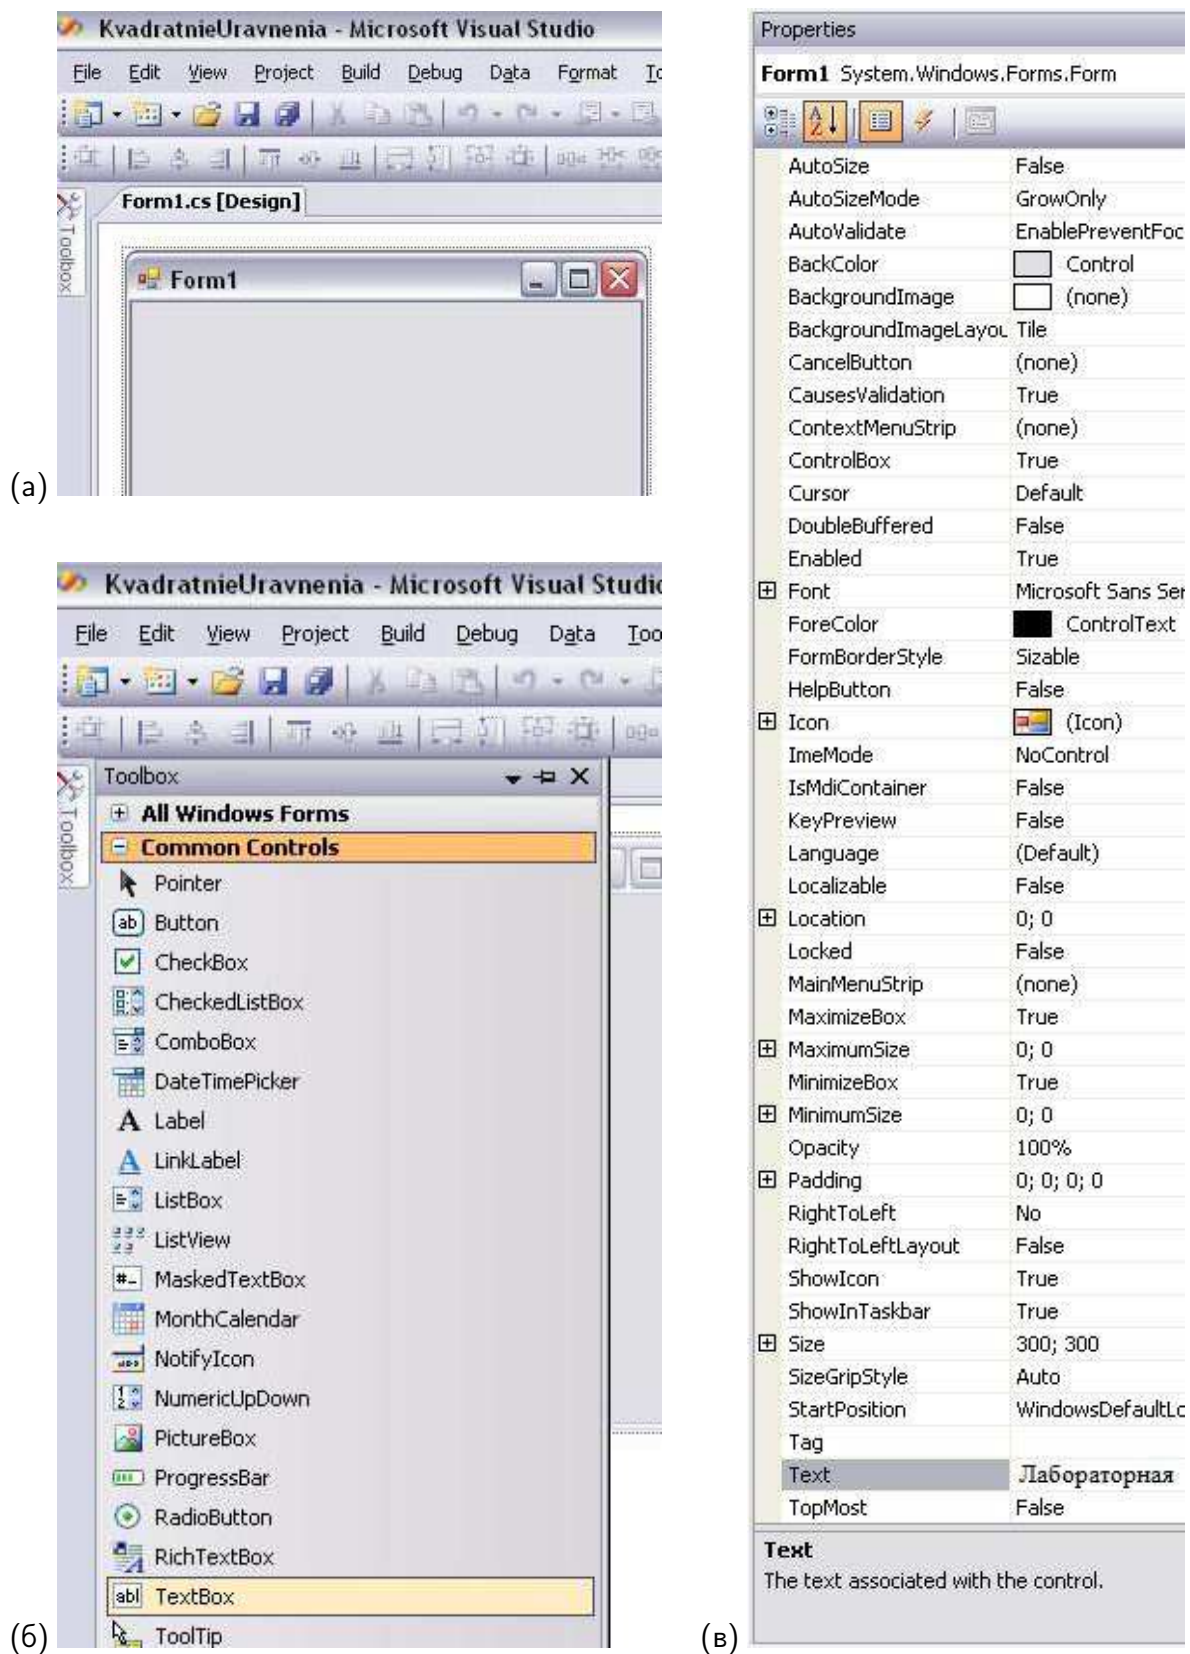 KvadratnieUravnenia - Microsoft Visual Studio
File Edit View Project Build Debug Data Format
Toolbox
Form1.cs [Design]
Form1
(а)
KvadratnieUravnenia - Microsoft Visual Studio
File Edit View Project Build Debug Data
Toolbox
Toolbox
All Windows Forms
Common Controls
Pointer
Button
CheckBox
CheckedListBox
ComboBox
DateTimePicker
Label
LinkLabel
ListBox
ListView
MaskedTextBox
MonthCalendar
NotifyIcon
NumericUpDown
PictureBox
ProgressBar
RadioButton
RichTextBox
TextBox
ToolTip
(б)
Properties
Form1 System.Windows.Forms.Form
AutoSize False
AutoSizeMode GrowOnly
AutoValidate EnablePreventFoc
BackColor Control
BackgroundImage (none)
BackgroundImageLayou Tile
CancelButton (none)
CausesValidation True
ContextMenuStrip (none)
ControlBox True
Cursor Default
DoubleBuffered False
Enabled True
Font Microsoft Sans Ser
ForeColor ControlText
FormBorderStyle Sizable
HelpButton False
Icon (Icon)
ImeMode NoControl
IsMdiContainer False
KeyPreview False
Language (Default)
Localizable False
Location 0; 0
Locked False
MainMenuStrip (none)
MaximizeBox True
MaximumSize 0; 0
MinimizeBox True
MinimumSize 0; 0
Opacity 100%
Padding 0; 0; 0; 0
RightToLeft No
RightToLeftLayout False
ShowIcon True
ShowInTaskbar True
Size 300; 300
SizeGripStyle Auto
StartPosition WindowsDefaultLo
Tag
Text Лабораторная
TopMost False
Text
The text associated with the control.
(в)